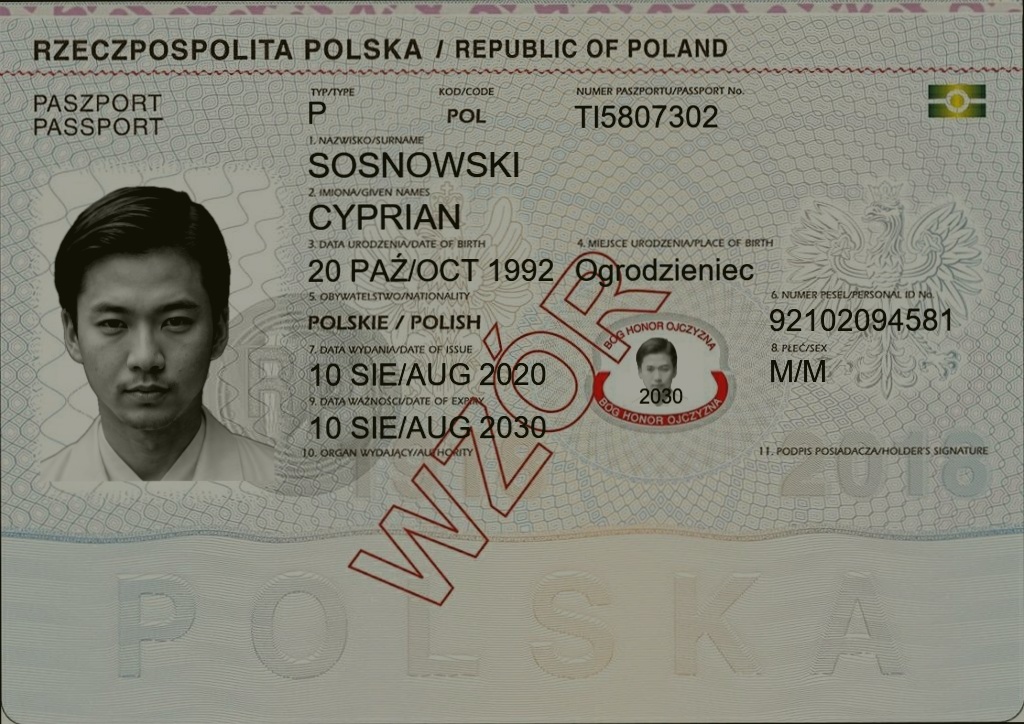 RZECZPOSPOLITA POLSKA / REPUBLIC OF POLAND
PASZPORT
PASSPORT
TYP/TYPE
P
KOD/CODE
POL
NUMER PASZPORTU/PASSPORT No.
TI5807302
1. NAZWISKO/SURNAME
SOSNOWSKI
2. IMIONA/GIVEN NAMES
CYPRIAN
3. DATA URODZENIA/DATE OF BIRTH
20 PAŹ/OCT 1992
4. MIEJSCE URODZENIA/PLACE OF BIRTH
Ogrodzieniec
5. OBYWATELSTWO/NATIONALITY
POLSKIE / POLISH
6. NUMER PESEL/PERSONAL ID No.
92102094581
7. DATA WYDANIA/DATE OF ISSUE
10 SIE/AUG 2020
8. PŁEĆ/SEX
M/M
9. DATA WAŻNOŚCI/DATE OF EXPIRY
10 SIE/AUG 2030
10. ORGAN WYDAJĄCY/AUTHORITY
11. PODPIS POSIADACZA/HOLDER'S SIGNATURE
BÓG HONOR OJCZYZNA
2030
BÓG HONOR OJCZYZNA
WZÓR
2018
POLSKA